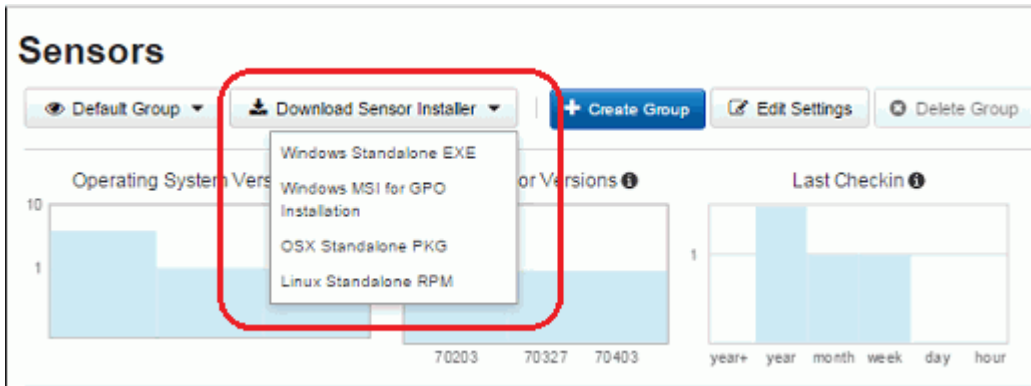 Sensors
Default Group
Download Sensor Installer
Create Group
Edit Settings
Delete Group
Windows Standalone EXE
Windows MSI for GPO
Installation
OSX Standalone PKG
Linux Standalone RPM
Operating System Vers
or Versions
Last Checkin
10
1
70203 70327 70403
1
year+ year month week day hour